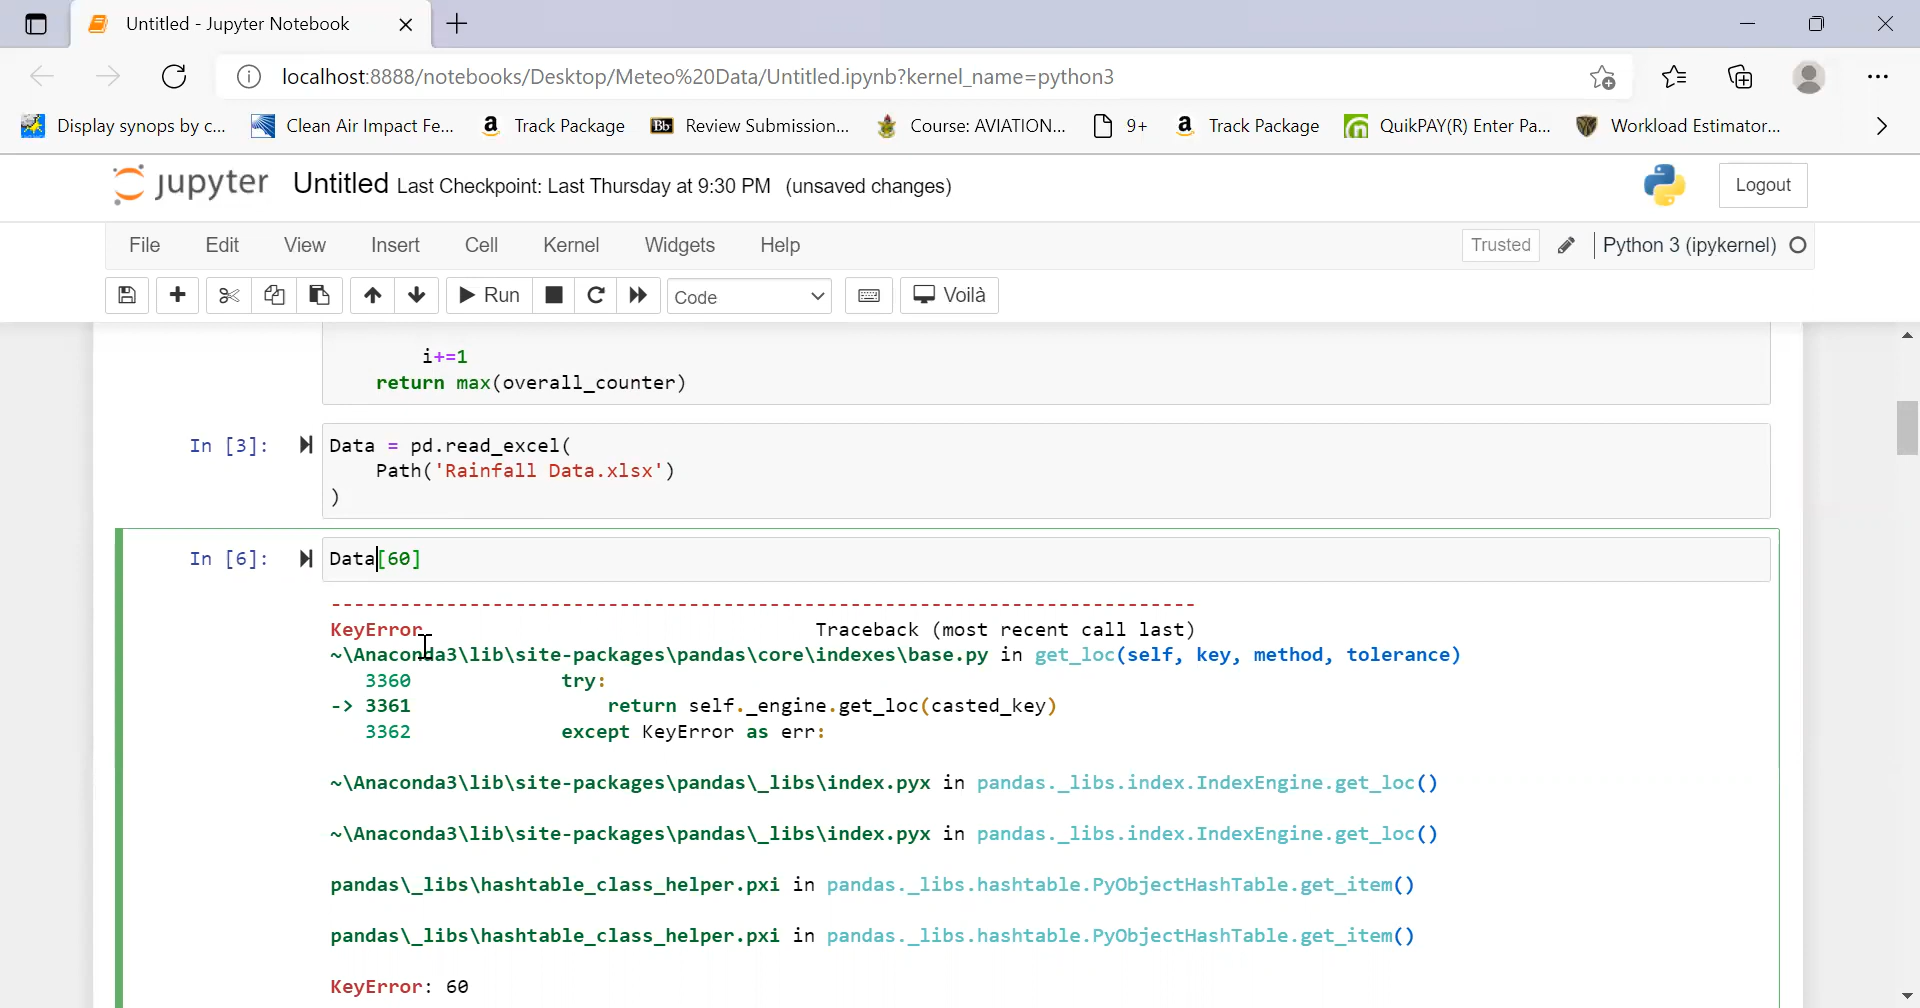 Untitled - Jupyter Notebook
localhost:8888/notebooks/Desktop/Meteo%20Data/Untitled.ipynb?kernel_name=python3
Display synops by c... Clean Air Impact Fe... a Track Package Bb Review Submission... Course: AVIATION... 9+ a Track Package QuikPAY(R) Enter Pa... Workload Estimator...
jupyter Untitled Last Checkpoint: Last Thursday at 9:30 PM (unsaved changes) Logout
File Edit View Insert Cell Kernel Widgets Help Trusted Python 3 (ipykernel)
Run Code Voilà
i+=1
return max(overall_counter)
In [3]: Data = pd.read_excel(
Path('Rainfall Data.xlsx')
)
In [6]: Data[60]
---------------------------------------------------------------------------
KeyError Traceback (most recent call last)
~\Anaconda3\lib\site-packages\pandas\core\indexes\base.py in get_loc(self, key, method, tolerance)
3360 try:
-> 3361 return self._engine.get_loc(casted_key)
3362 except KeyError as err:
~\Anaconda3\lib\site-packages\pandas\_libs\index.pyx in pandas._libs.index.IndexEngine.get_loc()
~\Anaconda3\lib\site-packages\pandas\_libs\index.pyx in pandas._libs.index.IndexEngine.get_loc()
pandas\_libs\hashtable_class_helper.pxi in pandas._libs.hashtable.PyObjectHashTable.get_item()
pandas\_libs\hashtable_class_helper.pxi in pandas._libs.hashtable.PyObjectHashTable.get_item()
KeyError: 60